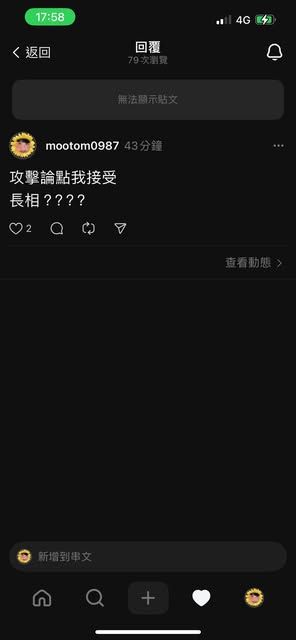 17:58
4G
返回
回覆
79 次瀏覽
無法顯示貼文
mootom0987 43分鐘
攻擊論點我接受
長相????
2
查看動態
新增到串文